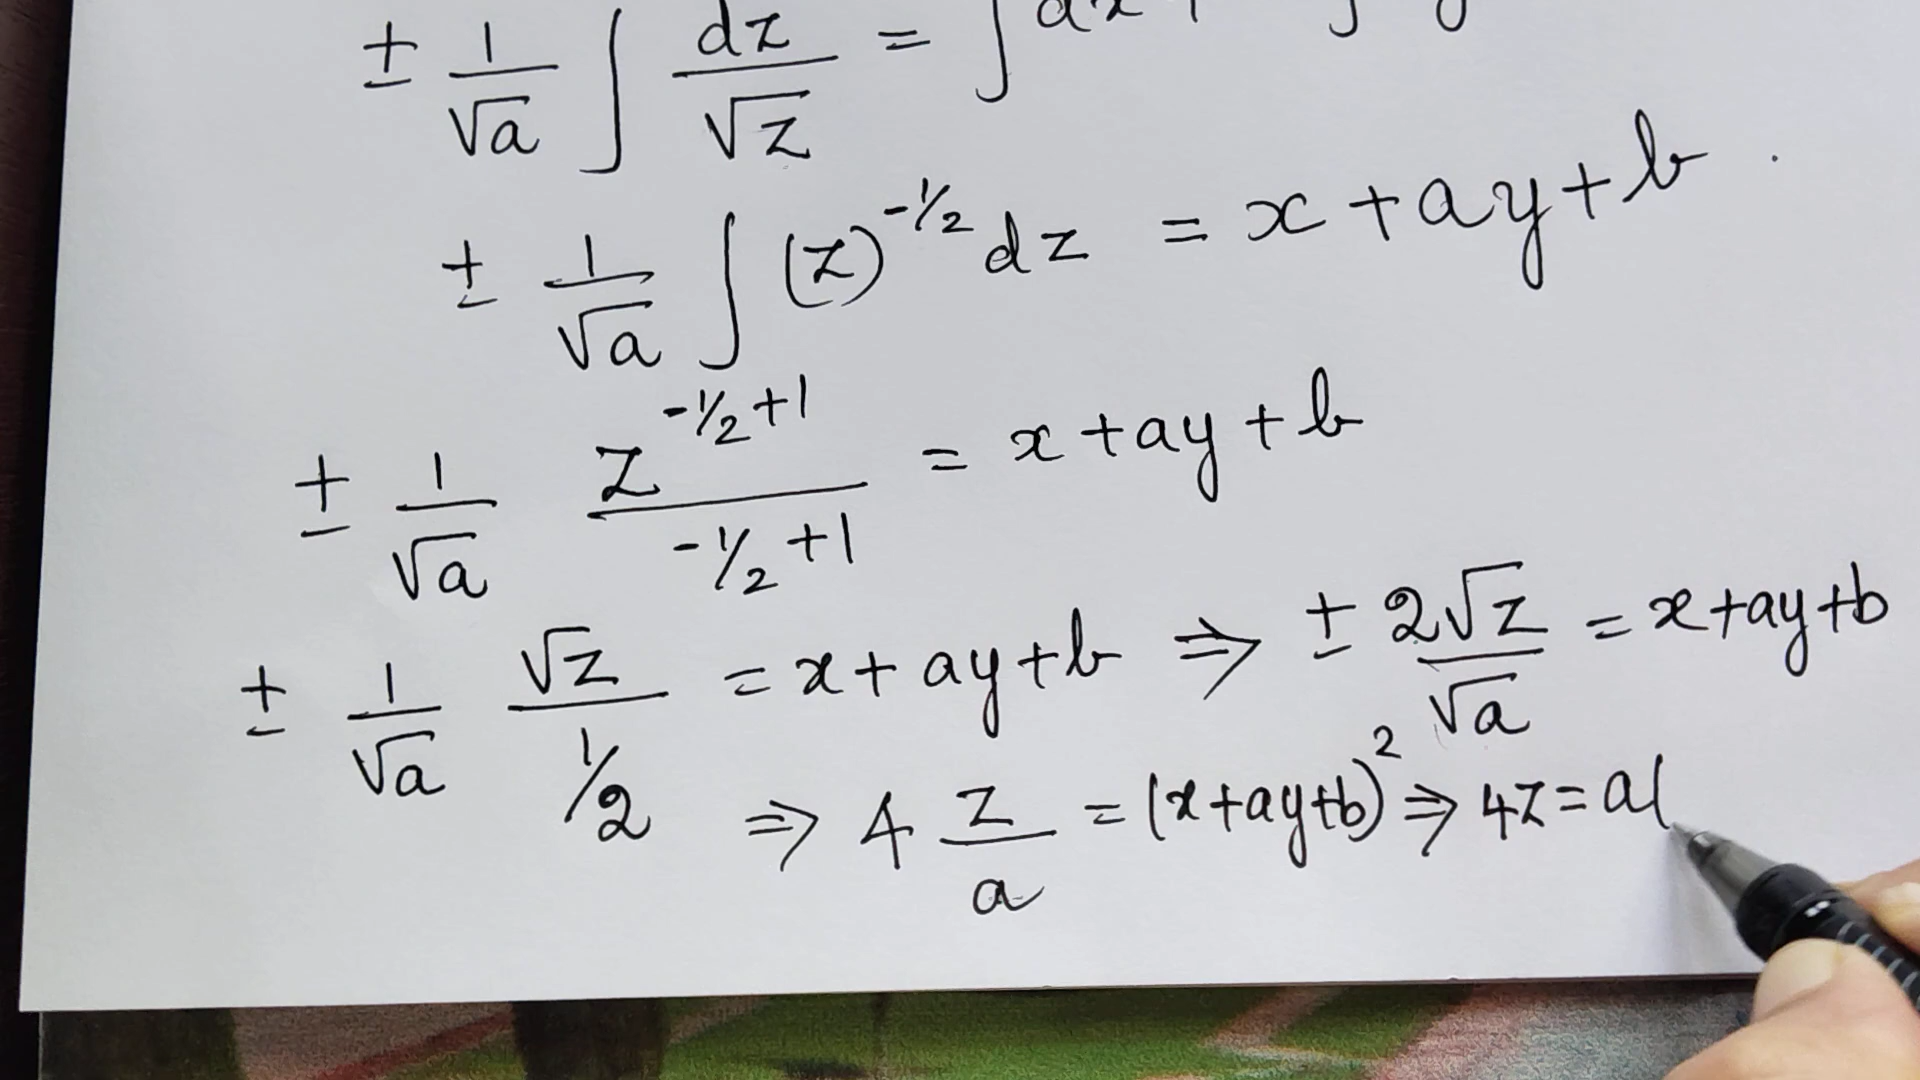 ± 1/√a ∫ dz/√z = ∫ dx +
± 1/√a ∫ (z)^(-1/2) dz = x + ay + b .
± 1/√a z^(-1/2+1)/(-1/2+1) = x + ay + b
± 1/√a √z/(1/2) = x + ay + b ⇒ ± 2√z/√a = x + ay + b
⇒ 4 z/a = (x + ay + b)² ⇒ 4z = a(